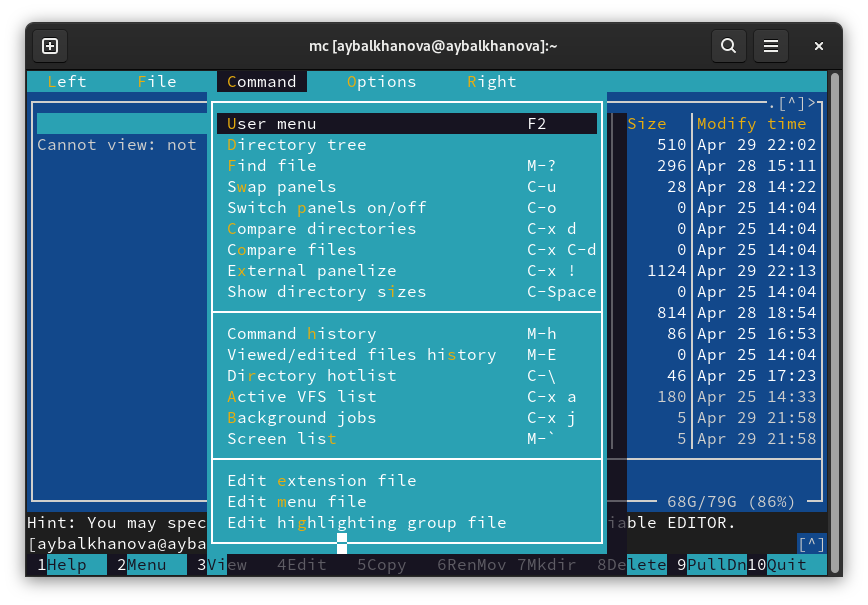 mc [aybalkhanova@aybalkhanova]:~
Left File Command Options Right
.[^]>
User menu F2 Size Modify time
Cannot view: not Directory tree 510 Apr 29 22:02
Find file M-? 296 Apr 28 15:11
Swap panels C-u 28 Apr 28 14:22
Switch panels on/off C-o 0 Apr 25 14:04
Compare directories C-x d 0 Apr 25 14:04
Compare files C-x C-d 0 Apr 25 14:04
External panelize C-x ! 1124 Apr 29 22:13
Show directory sizes C-Space 0 Apr 25 14:04
814 Apr 28 18:54
Command history M-h 86 Apr 25 16:53
Viewed/edited files history M-E 0 Apr 25 14:04
Directory hotlist C-\ 46 Apr 25 17:23
Active VFS list C-x a 180 Apr 25 14:33
Background jobs C-x j 5 Apr 29 21:58
Screen list M-` 5 Apr 29 21:58
Edit extension file
Edit menu file 68G/79G (86%)
Hint: You may spec Edit highlighting group file iable EDITOR.
[aybalkhanova@ayba [^]
1Help 2Menu 3View 4Edit 5Copy 6RenMov 7Mkdir 8Delete 9PullDn 10Quit